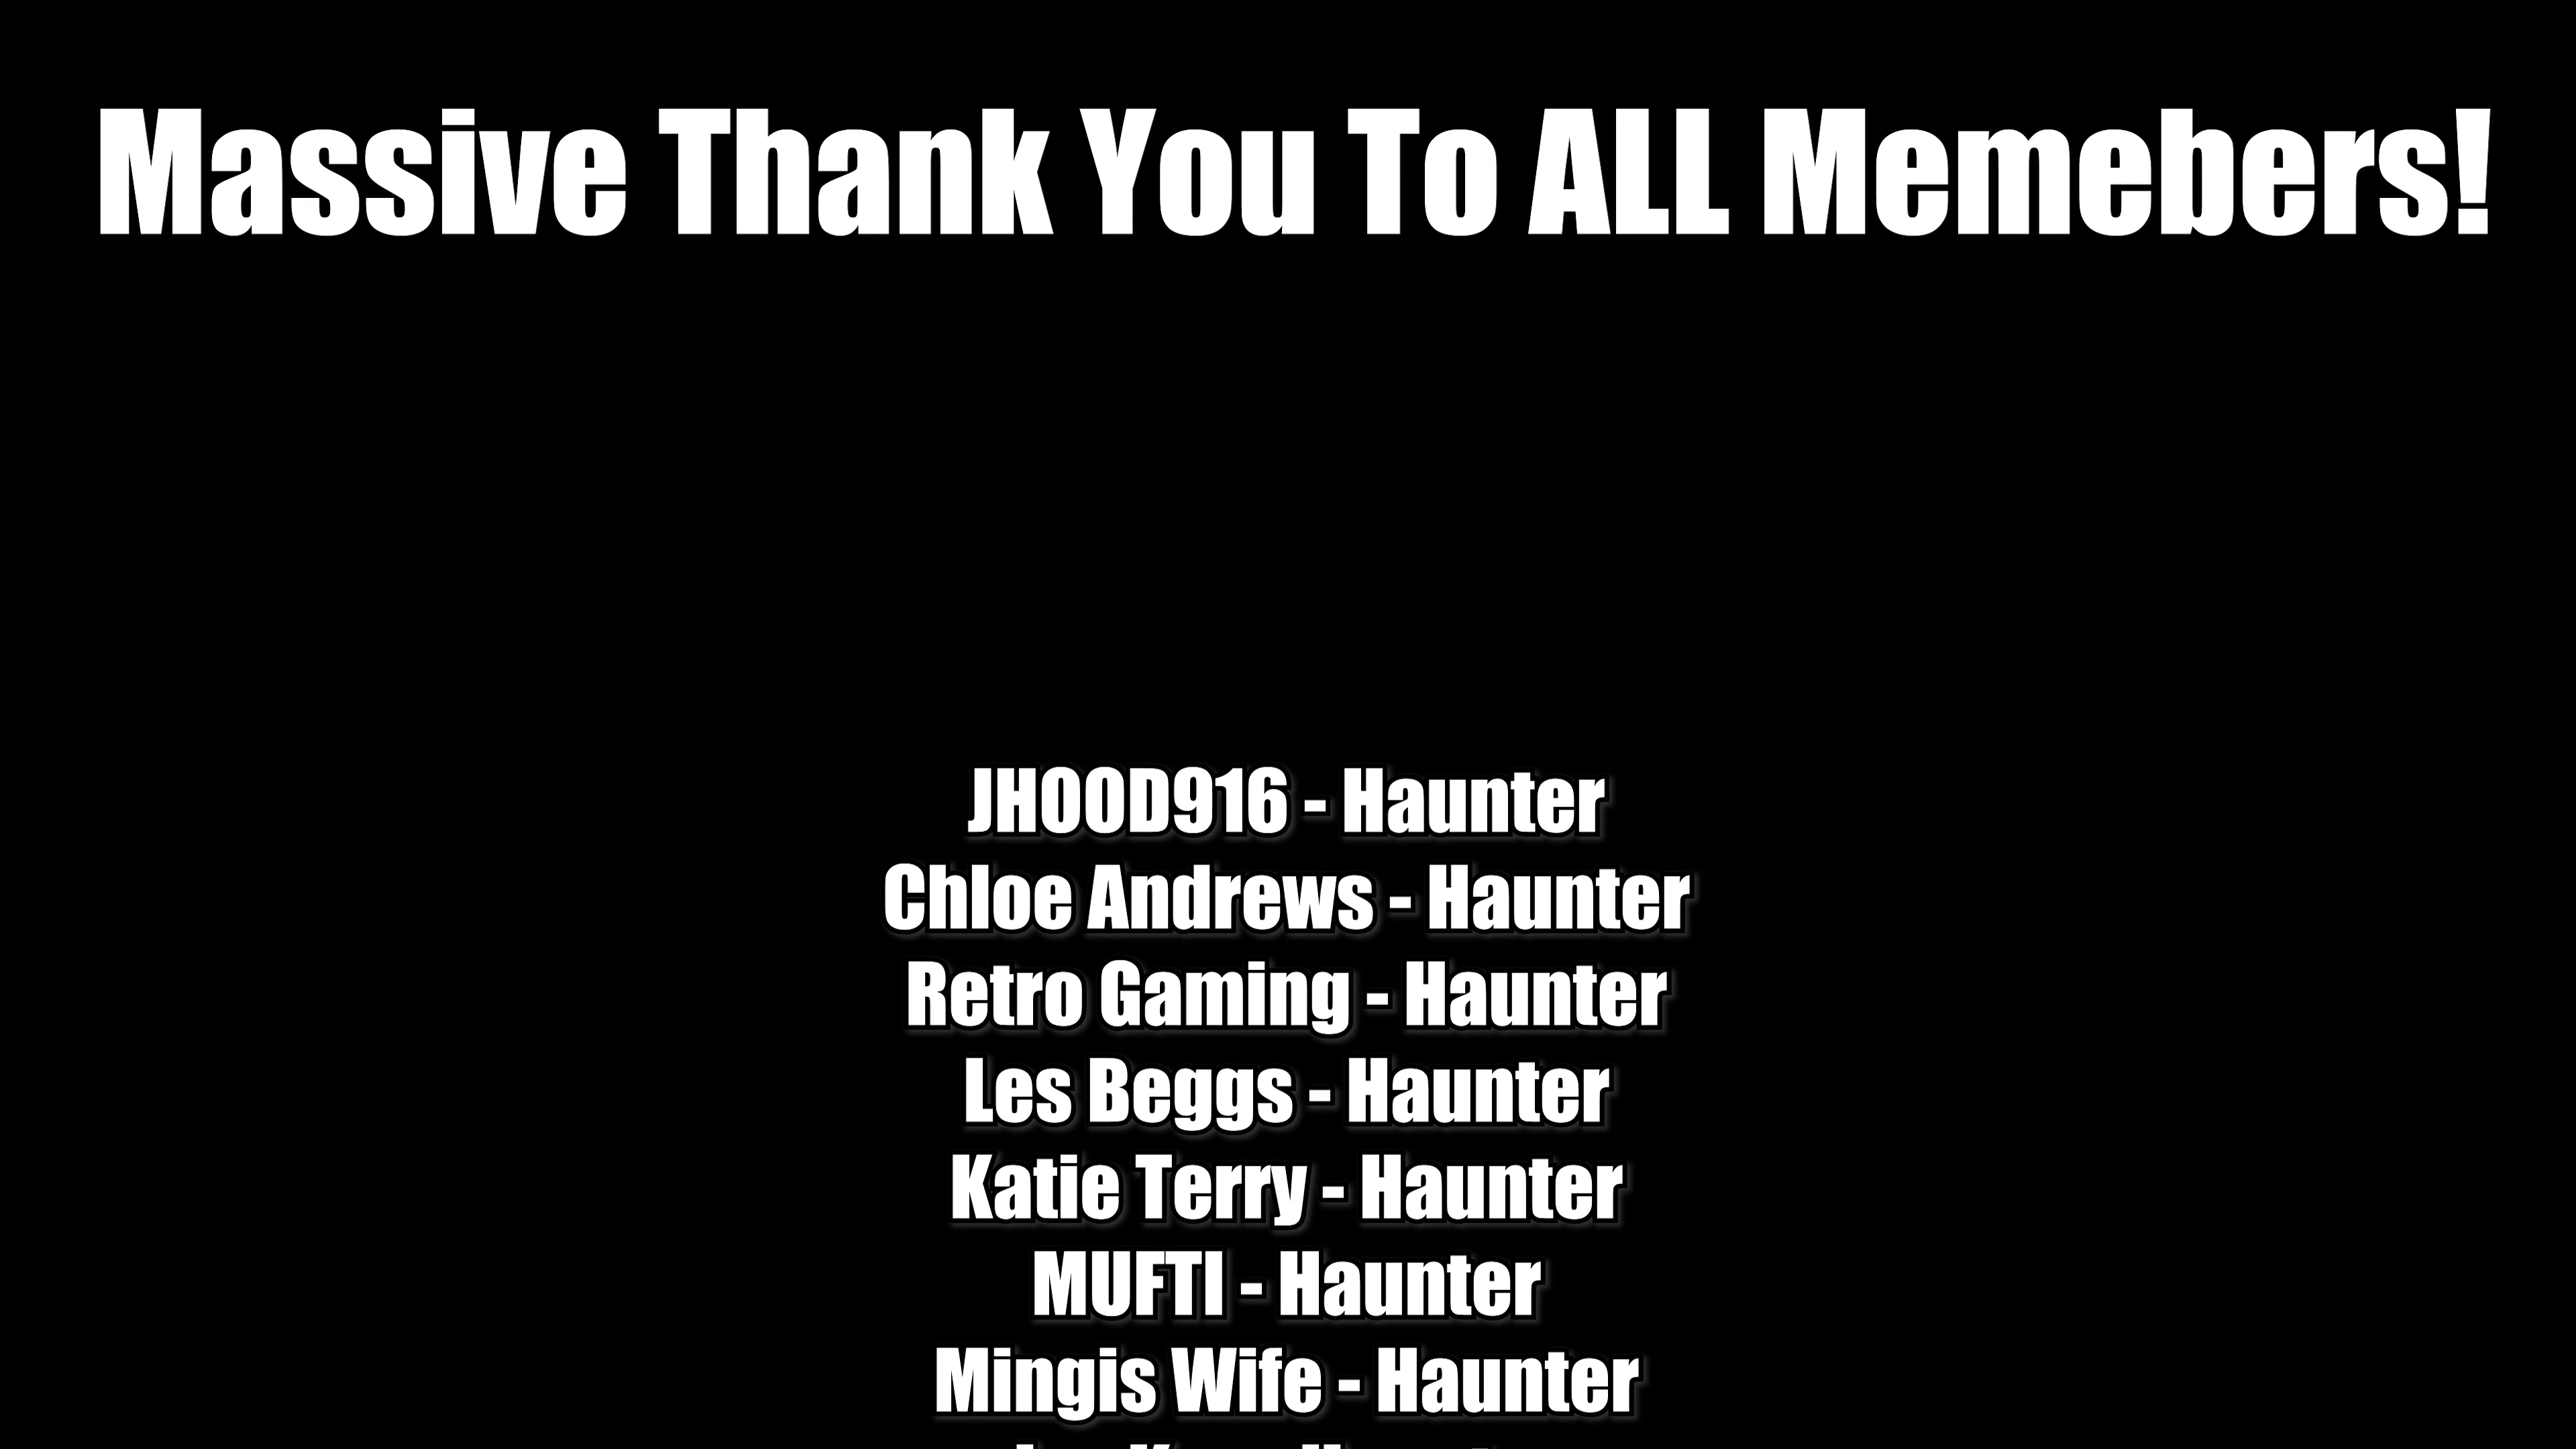 Massive Thank You To ALL Memebers!
JHOOD916 - Haunter
Chloe Andrews - Haunter
Retro Gaming - Haunter
Les Beggs - Haunter
Katie Terry - Haunter
MUFTI - Haunter
Mingis Wife - Haunter